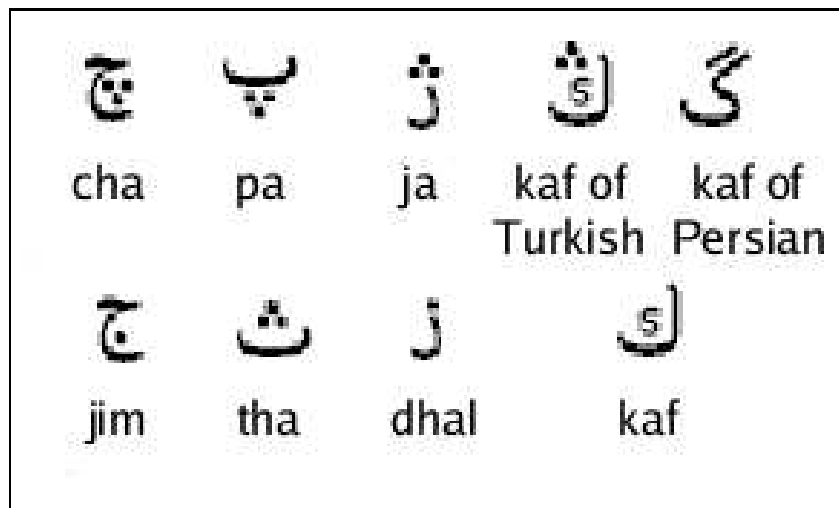 چ پ ژ ڭ گ
cha pa ja kaf of kaf of
Turkish Persian
ج ث ز ك
jim tha dhal kaf